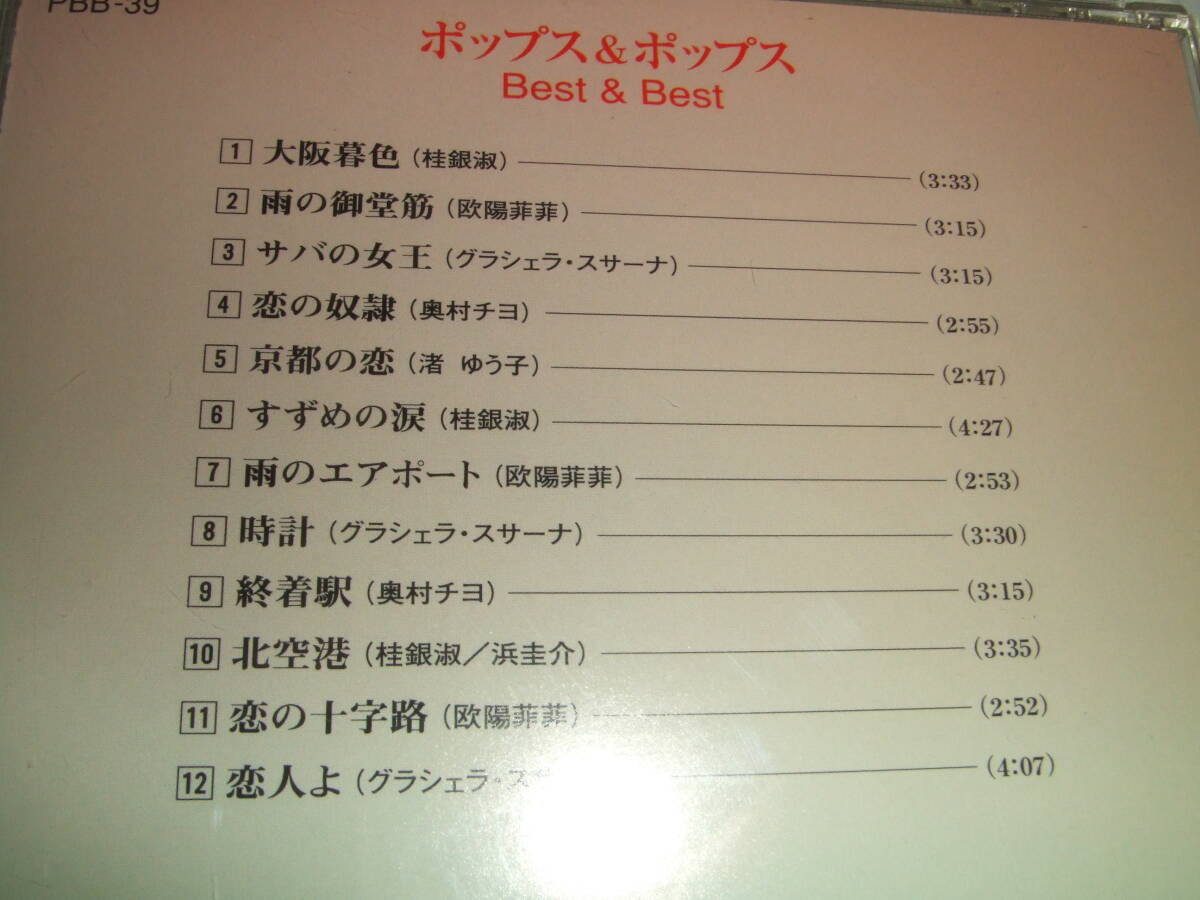 PBB-39
ポップス&ポップス
Best & Best
1 大阪暮色(桂銀淑) (3:33)
2 雨の御堂筋(欧陽菲菲) (3:15)
3 サバの女王(グラシェラ・スサーナ) (3:15)
4 恋の奴隷(奥村チヨ) (2:55)
5 京都の恋(渚 ゆう子) (2:47)
6 すずめの涙(桂銀淑) (4:27)
7 雨のエアポート(欧陽菲菲) (2:53)
8 時計(グラシェラ・スサーナ) (3:30)
9 終着駅(奥村チヨ) (3:15)
10 北空港(桂銀淑/浜圭介) (3:35)
11 恋の十字路(欧陽菲菲) (2:52)
12 恋人よ(グラシェラ・ (4:07)